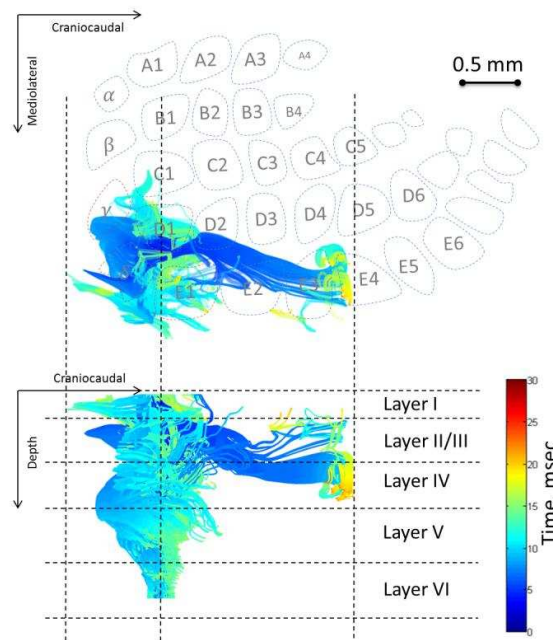 Craniocaudal
Mediolateral
0.5 mm
A1 A2 A3 A4
α B1 B2 B3 B4
β C1 C2 C3 C4 C5
γ D1 D2 D3 D4 D5 D6
E1 E2 E4 E5 E6
Craniocaudal
Depth
Layer I
Layer II/III
Layer IV
Layer V
Layer VI
Time, msec
30
25
20
15
10
5
0